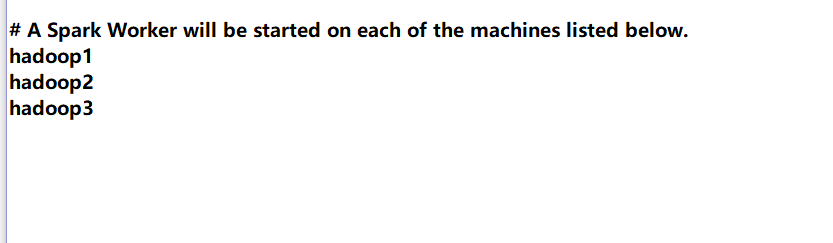 # A Spark Worker will be started on each of the machines listed below.
hadoop1
hadoop2
hadoop3